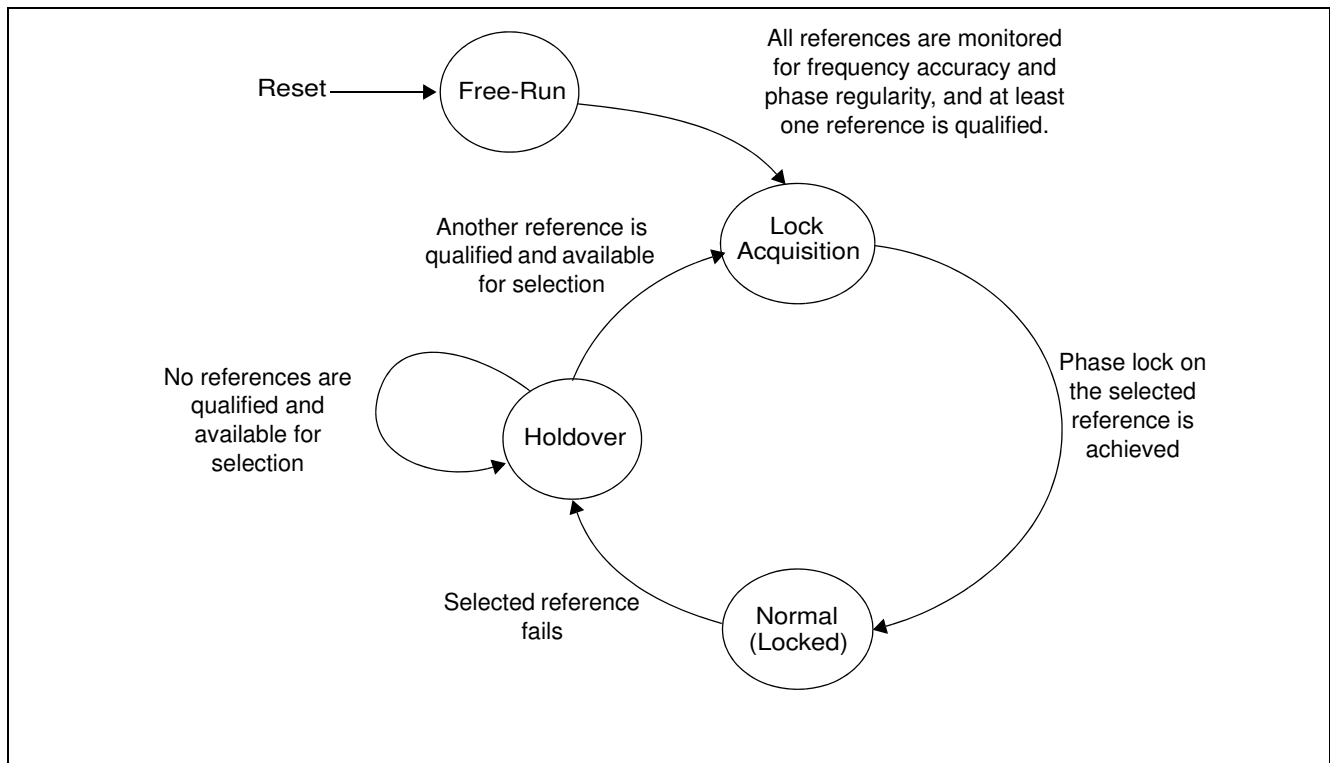 Reset
Free-Run
All references are monitored
for frequency accuracy and
phase regularity, and at least
one reference is qualified.
Lock
Acquisition
Another reference is
qualified and available
for selection
No references are
qualified and
available for
selection
Holdover
Phase lock on
the selected
reference is
achieved
Selected reference
fails
Normal
(Locked)